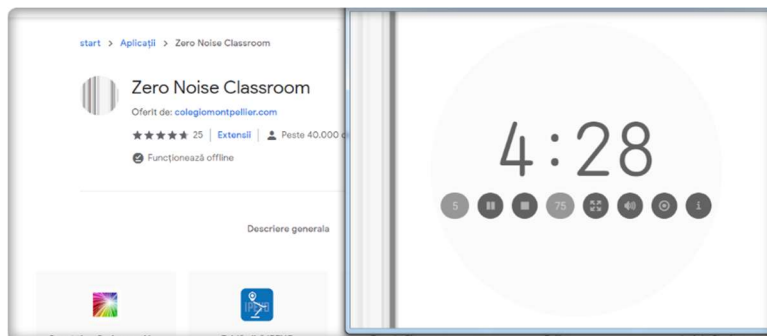 start > Aplicații > Zero Noise Classroom
Zero Noise Classroom
Oferit de: colegiomontpellier.com
25 | Extensii | Peste 40.000
Funcționează offline
Descriere generala
4:28
5 75 i
IPEVO